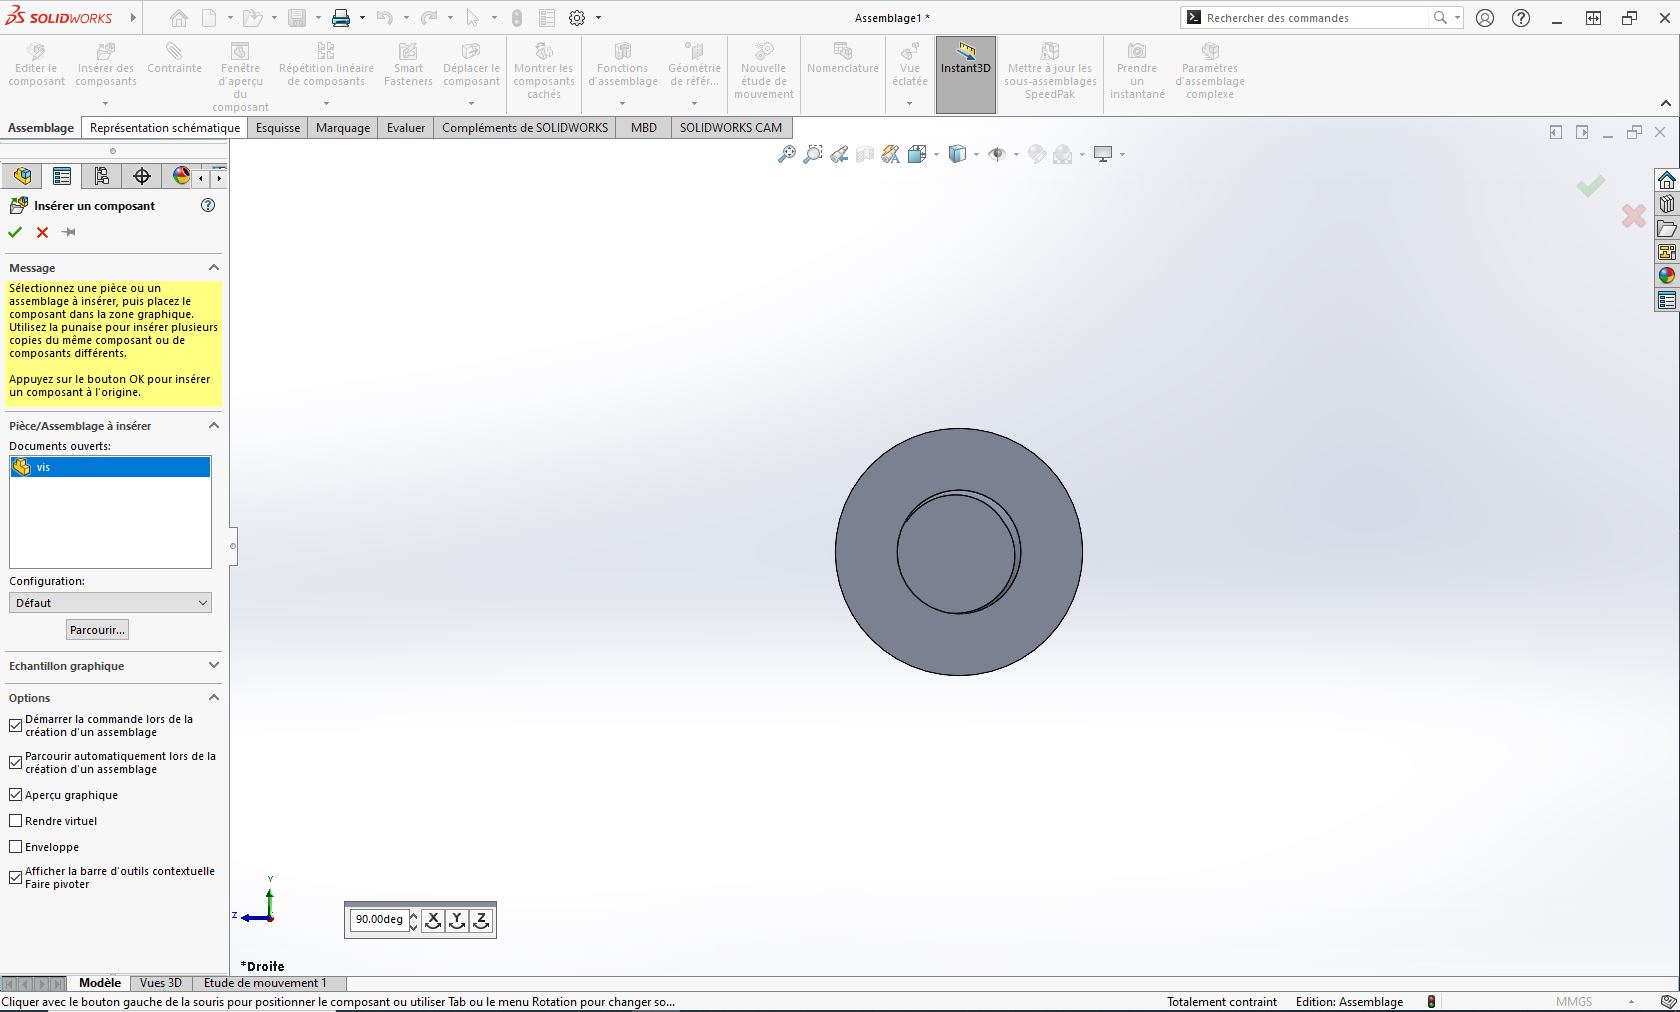 SOLIDWORKS
Assemblage1 *
Rechercher des commandes
Editer le composant
Insérer des composants
Contrainte
Fenêtre d'aperçu du composant
Répétition linéaire de composants
Smart Fasteners
Déplacer le composant
Montrer les composants cachés
Fonctions d'assemblage
Géométrie de référ...
Nouvelle étude de mouvement
Nomenclature
Vue éclatée
Instant3D
Mettre à jour les sous-assemblages SpeedPak
Prendre un instantané
Paramètres d'assemblage complexe
Assemblage
Représentation schématique
Esquisse
Marquage
Evaluer
Compléments de SOLIDWORKS
MBD
SOLIDWORKS CAM
Insérer un composant
Message
Sélectionnez une pièce ou un
assemblage à insérer, puis placez le
composant dans la zone graphique.
Utilisez la punaise pour insérer plusieurs
copies du même composant ou de
composants différents.
Appuyez sur le bouton OK pour insérer
un composant à l'origine.
Pièce/Assemblage à insérer
Documents ouverts:
vis
Configuration:
Défaut
Parcourir...
Echantillon graphique
Options
Démarrer la commande lors de la
création d'un assemblage
Parcourir automatiquement lors de la
création d'un assemblage
Aperçu graphique
Rendre virtuel
Enveloppe
Afficher la barre d'outils contextuelle
Faire pivoter
Y
Z
90.00deg
X Y Z
*Droite
Modèle
Vues 3D
Etude de mouvement 1
Cliquer avec le bouton gauche de la souris pour positionner le composant ou utiliser Tab ou le menu Rotation pour changer so...
Totalement contraint
Edition: Assemblage
MMGS